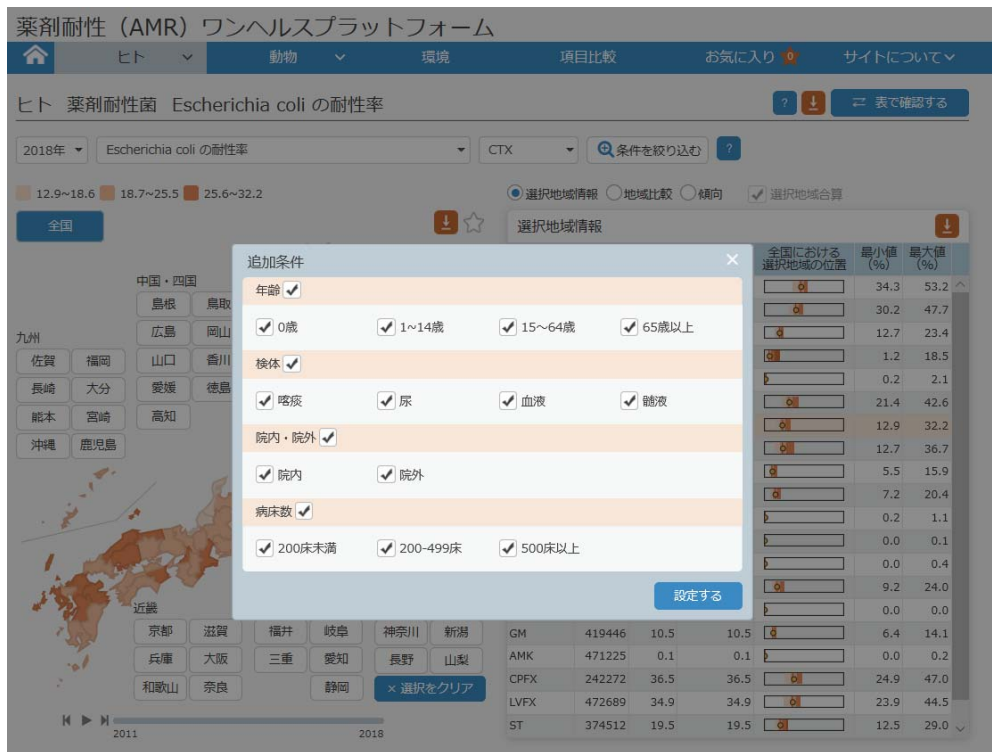 薬剤耐性（AMR）ワンヘルスプラットフォーム
ヒト 動物 環境 項目比較 お気に入り 0 サイトについて
ヒト 薬剤耐性菌 Escherichia coli の耐性率 ? 表で確認する
2018年 Escherichia coli の耐性率 CTX 条件を絞り込む ?
12.9~18.6 18.7~25.5 25.6~32.2 選択地域情報 地域比較 傾向 選択地域合算
全国 選択地域情報
全国における 最小値 最大値
選択地域の位置 (%) (%)
追加条件 ×
年齢
0歳 1~14歳 15~64歳 65歳以上
検体
喀痰 尿 血液 髄液
院内・院外
院内 院外
病床数
200床未満 200-499床 500床以上
設定する
中国・四国
島根 鳥取
広島 岡山
山口 香川
愛媛 徳島
高知
九州
佐賀 福岡
長崎 大分
熊本 宮崎
沖縄 鹿児島
近畿
京都 滋賀 福井 岐阜 神奈川 新潟
兵庫 大阪 三重 愛知 長野 山梨
和歌山 奈良 静岡 × 選択をクリア
2011 2018
34.3 53.2
30.2 47.7
12.7 23.4
1.2 18.5
0.2 2.1
21.4 42.6
12.9 32.2
12.7 36.7
5.5 15.9
7.2 20.4
0.2 1.1
0.0 0.1
0.0 0.4
9.2 24.0
0.0 0.0
GM 419446 10.5 10.5 6.4 14.1
AMK 471225 0.1 0.1 0.0 0.2
CPFX 242272 36.5 36.5 24.9 47.0
LVFX 472689 34.9 34.9 23.9 44.5
ST 374512 19.5 19.5 12.5 29.0